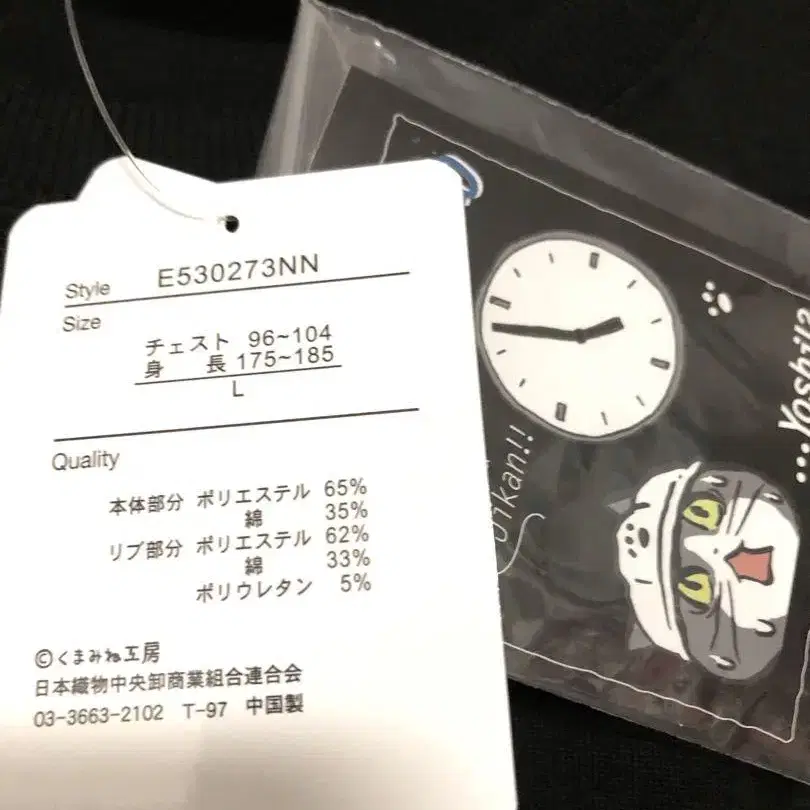 Style E530273NN
Size
チェスト 96~104
身 長 175~185
L
Quality
本体部分 ポリエステル 65%
綿 35%
リブ部分 ポリエステル 62%
綿 33%
ポリウレタン 5%
©くまみね工房
日本織物中央卸商業組合連合会
03-3663-2102 T-97 中国製